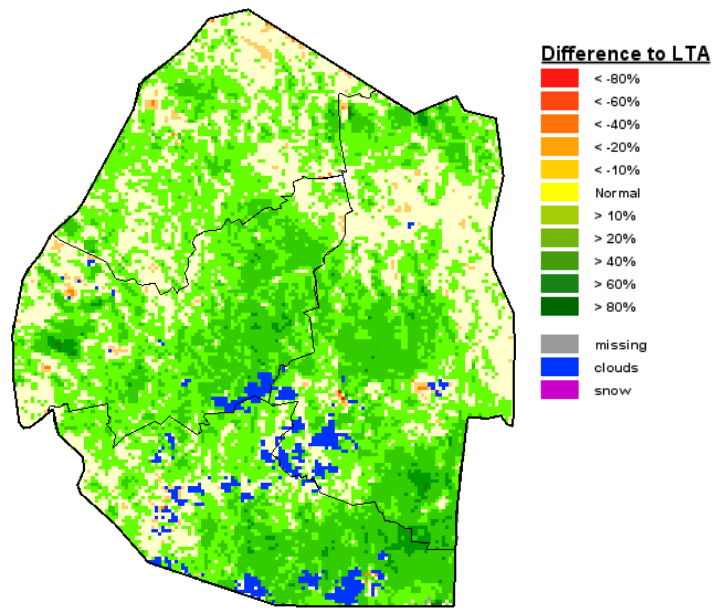 Difference to LTA
< -80%
< -60%
< -40%
< -20%
< -10%
Normal
> 10%
> 20%
> 40%
> 60%
> 80%
missing
clouds
snow